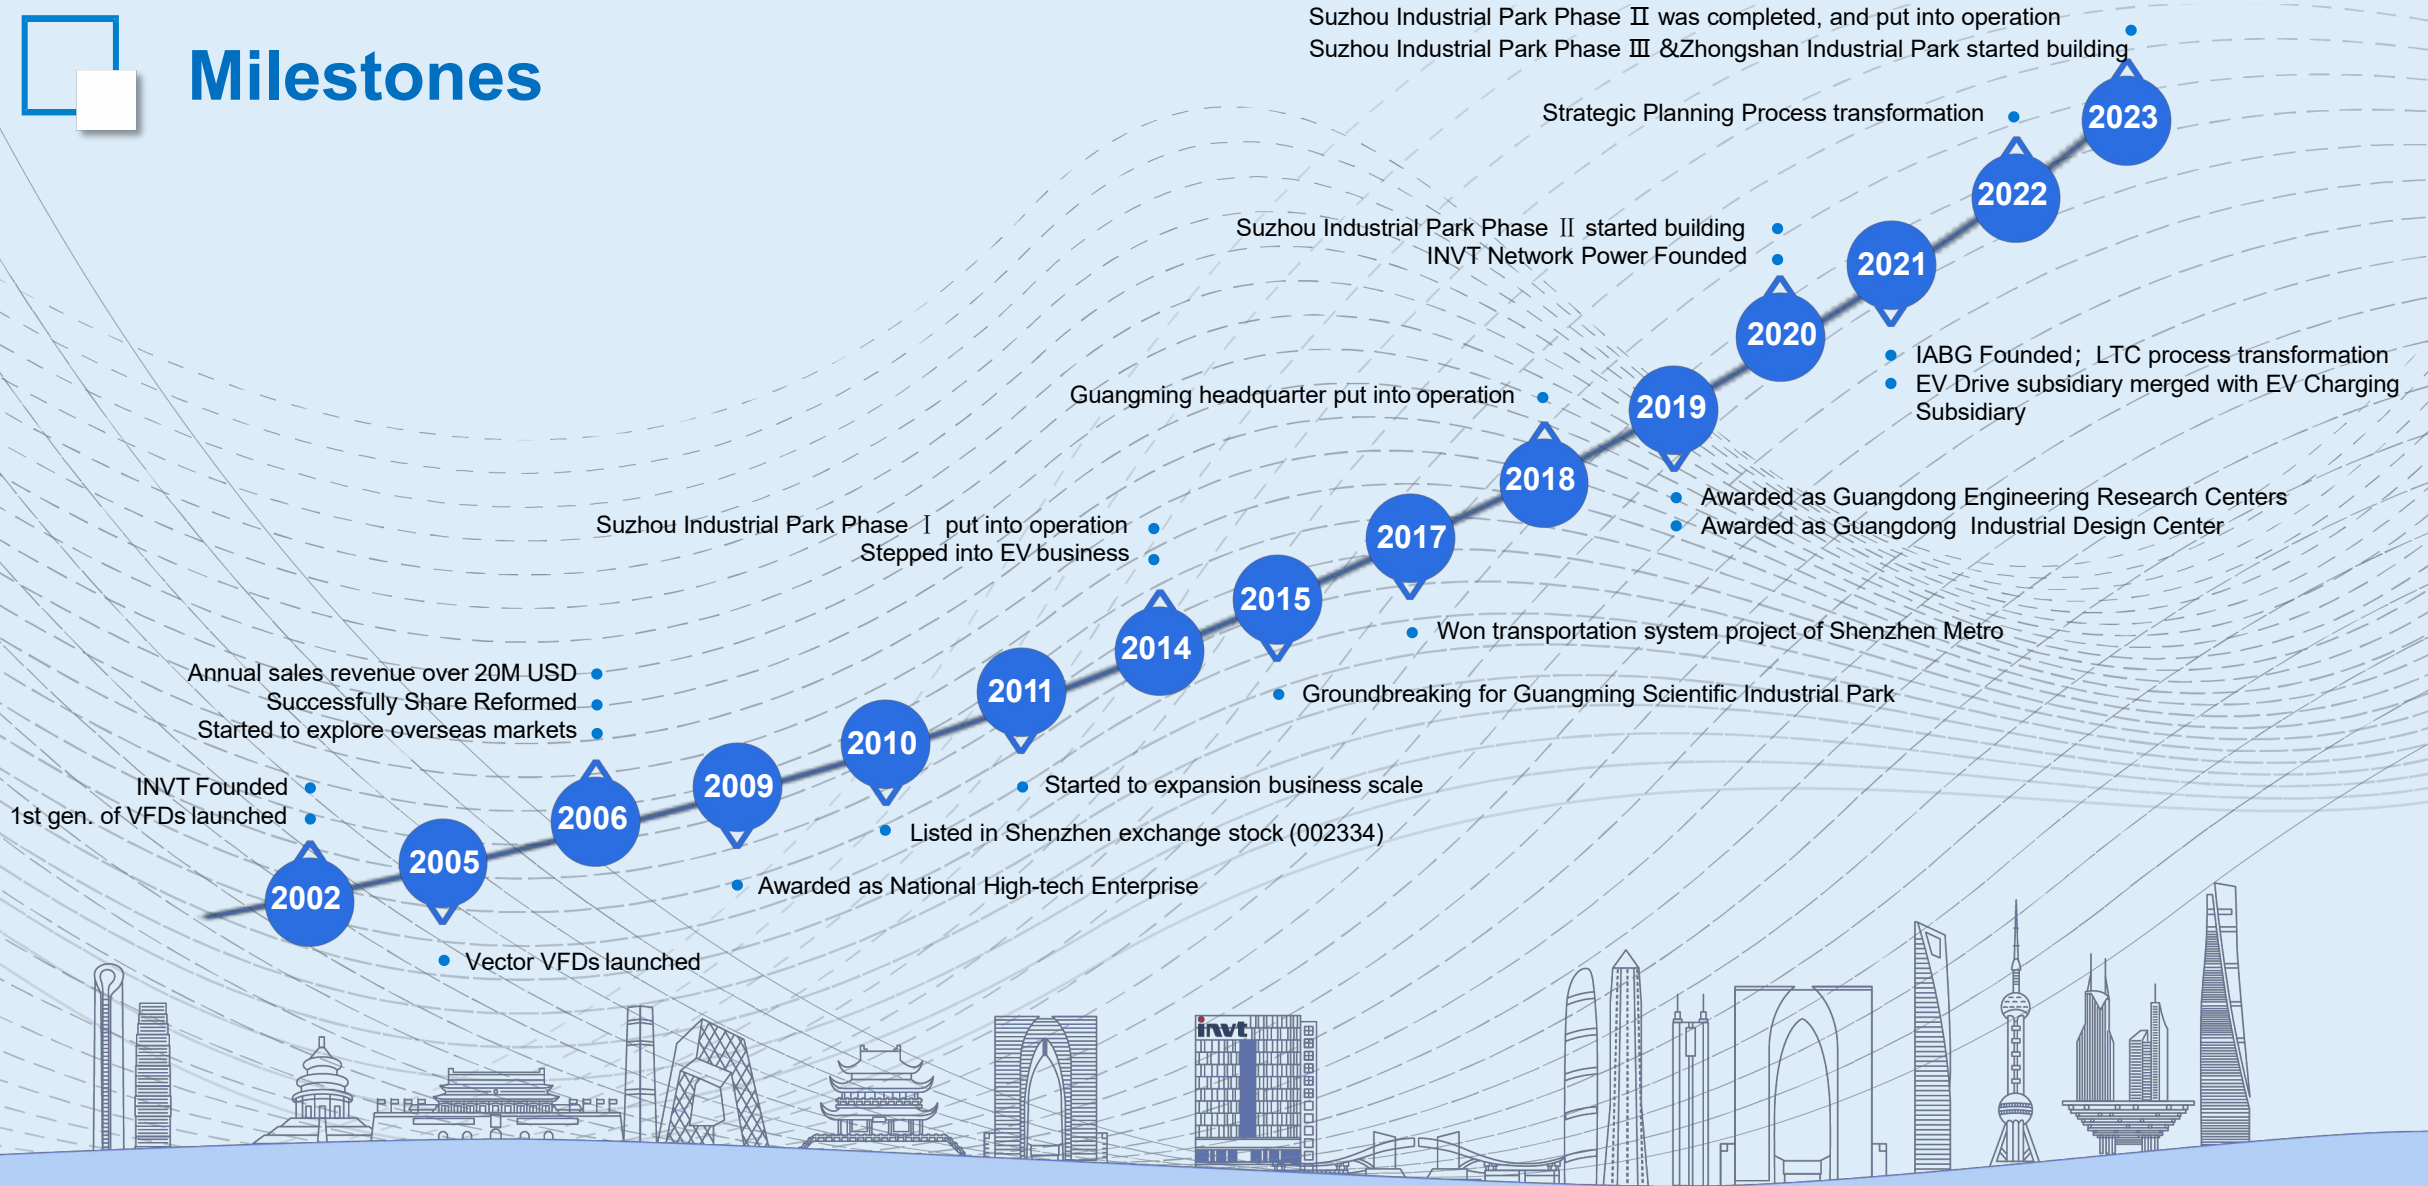 Milestones
Suzhou Industrial Park Phase Ⅱ was completed, and put into operation
Suzhou Industrial Park Phase Ⅲ &Zhongshan Industrial Park started building
2023
Strategic Planning Process transformation
2022
Suzhou Industrial Park Phase Ⅱ started building
INVT Network Power Founded
2021
2020
IABG Founded；LTC process transformation
EV Drive subsidiary merged with EV Charging
Subsidiary
Guangming headquarter put into operation
2019
2018
Awarded as Guangdong Engineering Research Centers
Awarded as Guangdong Industrial Design Center
Suzhou Industrial Park Phase Ⅰ put into operation
Stepped into EV business
2017
2015
2014
Won transportation system project of Shenzhen Metro
Groundbreaking for Guangming Scientific Industrial Park
Annual sales revenue over 20M USD
Successfully Share Reformed
Started to explore overseas markets
2011
2010
Started to expansion business scale
Listed in Shenzhen exchange stock (002334)
INVT Founded
1st gen. of VFDs launched
2009
2006
2005
2002
Awarded as National High-tech Enterprise
Vector VFDs launched
invt